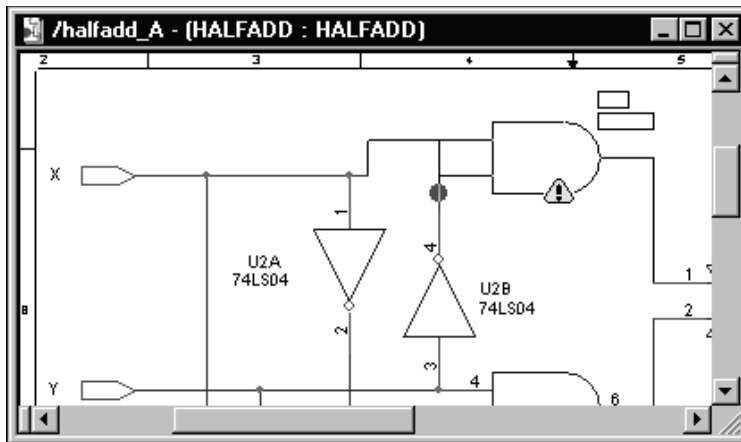 /halfadd_A - (HALFADD : HALFADD)
2 3 4 5
X
1
U2A
74LS04
4
U2B
74LS04
1
B
2
2
3
Y
4
6